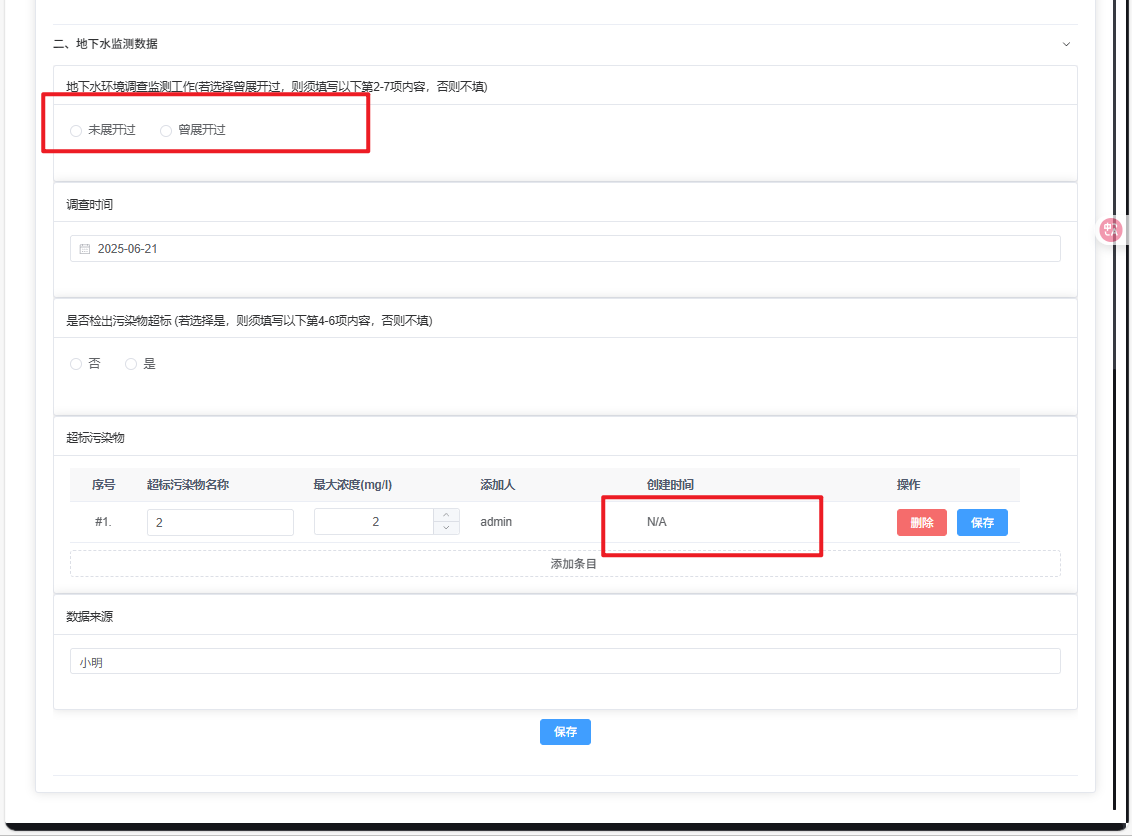 二、地下水监测数据
地下水环境调查监测工作(若选择曾展开过，则须填写以下第2-7项内容，否则不填)
未展开过 曾展开过
调查时间
2025-06-21
是否检出污染物超标 (若选择是，则须填写以下第4-6项内容，否则不填)
否 是
超标污染物
序号 超标污染物名称 最大浓度(mg/l) 添加人 创建时间 操作
#1. 2 2 admin N/A 删除 保存
添加条目
数据来源
小明
保存